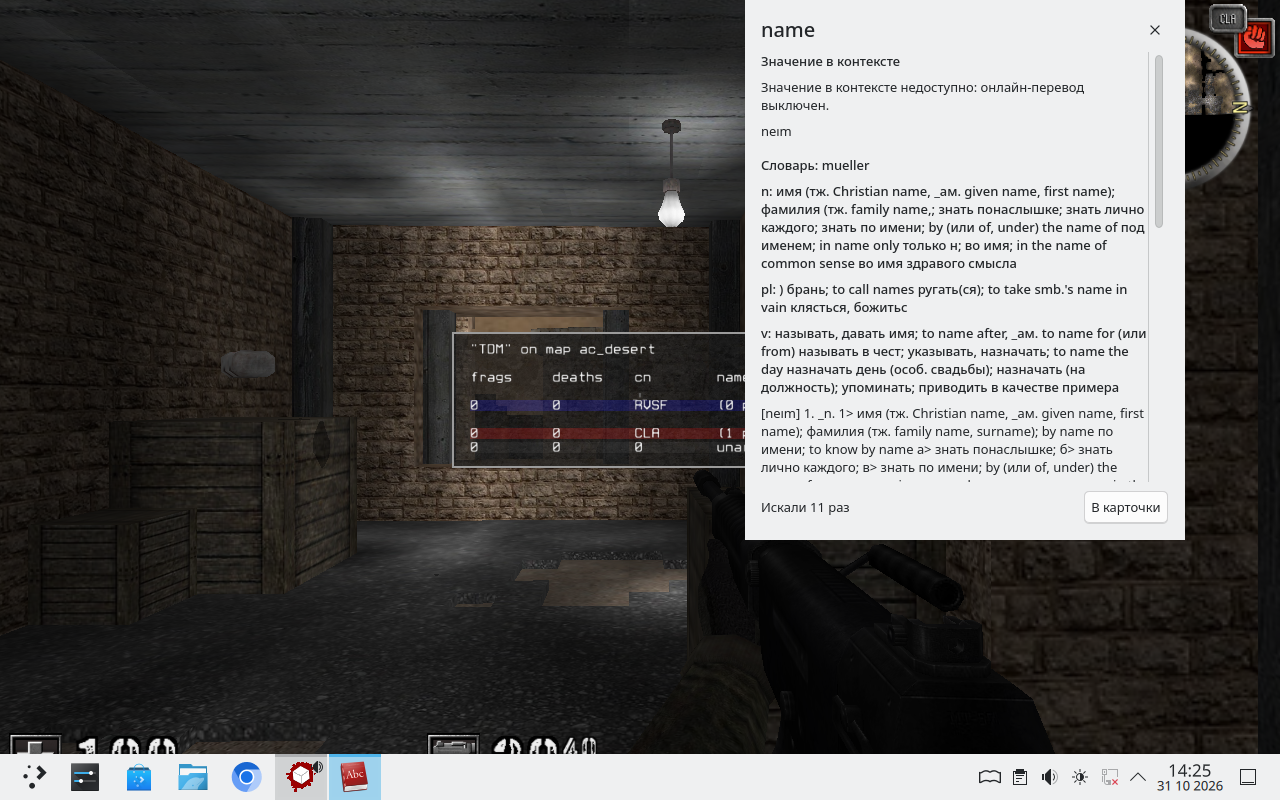 CLA
N
name
Значение в контексте
Значение в контексте недоступно: онлайн-перевод
выключен.
neɪm
Словарь: mueller
n: имя (тж. Christian name, _ам. given name, first name);
фамилия (тж. family name,; знать понаслышке; знать лично
каждого; знать по имени; by (или of, under) the name of под
именем; in name only только н; во имя; in the name of
common sense во имя здравого смысла
pl: ) брань; to call names ругать(ся); to take smb.'s name in
vain клясться, божитьс
v: называть, давать имя; to name after, _ам. to name for (или
from) называть в чест; указывать, назначать; to name the
day назначать день (особ. свадьбы); назначать (на
должность); упоминать; приводить в качестве примера
[neɪm] 1. _n. 1> имя (тж. Christian name, _ам. given name, first
name); фамилия (тж. family name, surname); by name по
имени; to know by name а> знать понаслышке; б> знать
лично каждого; в> знать по имени; by (или of, under) the
Искали 11 раз
В карточки
"TDM" on map ac_desert
frags deaths cn name
0 0 RVSF (0 p
0 0 CLA (1 p
0 0 0 una
100
Abc
14:25
31 10 2026